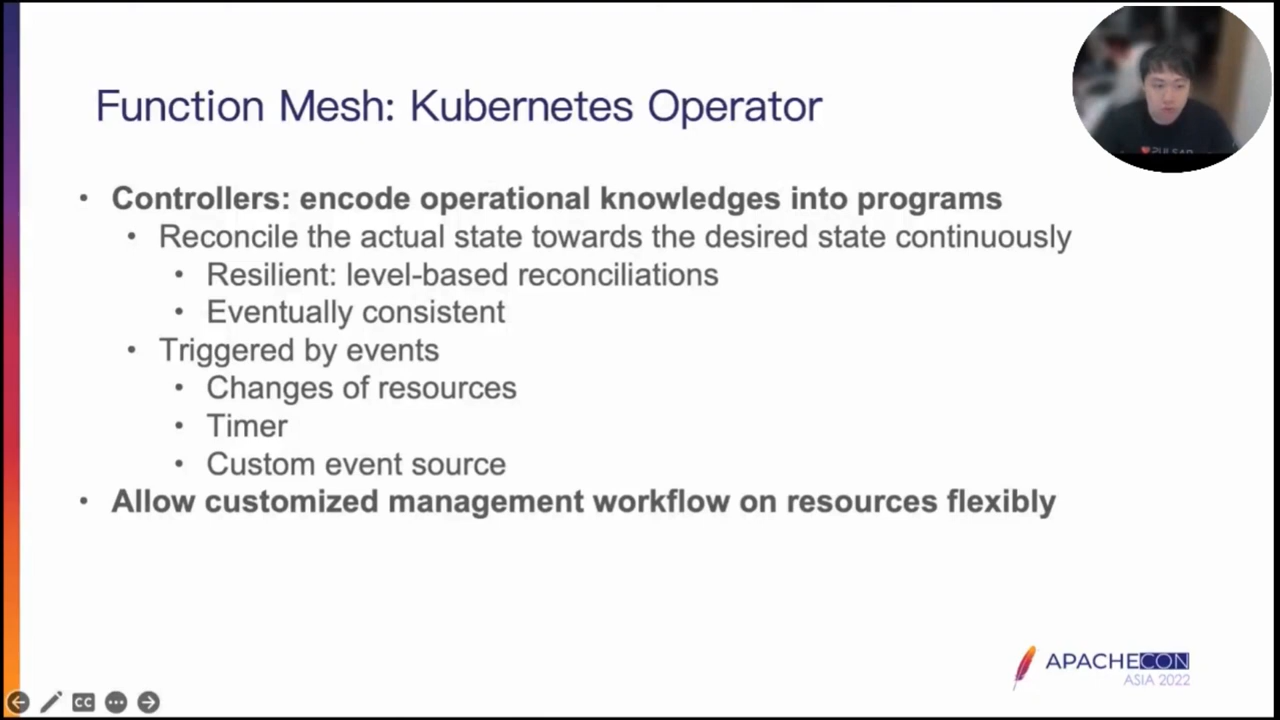 Function Mesh: Kubernetes Operator
• Controllers: encode operational knowledges into programs
• Reconcile the actual state towards the desired state continuously
• Resilient: level-based reconciliations
• Eventually consistent
• Triggered by events
• Changes of resources
• Timer
• Custom event source
• Allow customized management workflow on resources flexibly
PULSAR
APACHECON
ASIA 2022
CC